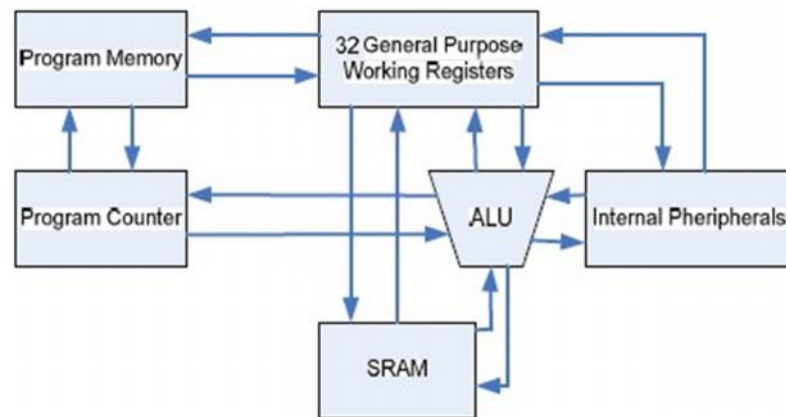 Program Memory
32 General Purpose
Working Registers
Program Counter
ALU
Internal Pheripherals
SRAM